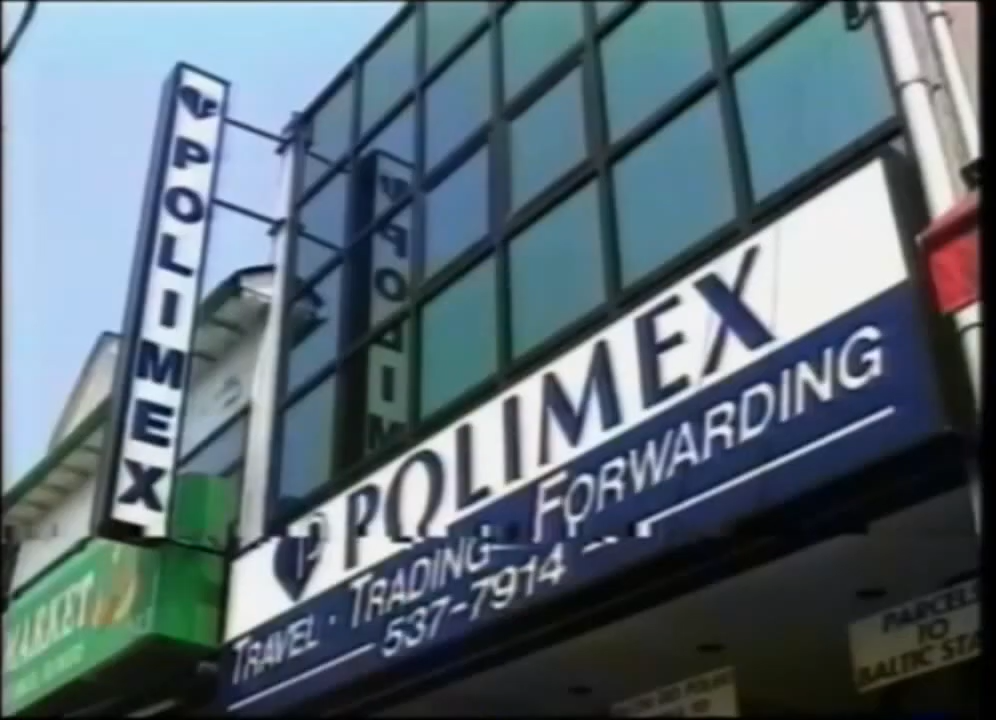 POLIMEX
POLIMEX
TRAVEL · TRADING FORWARDING
537-7914
MARKET
PARCELS
TO
BALTIC STA